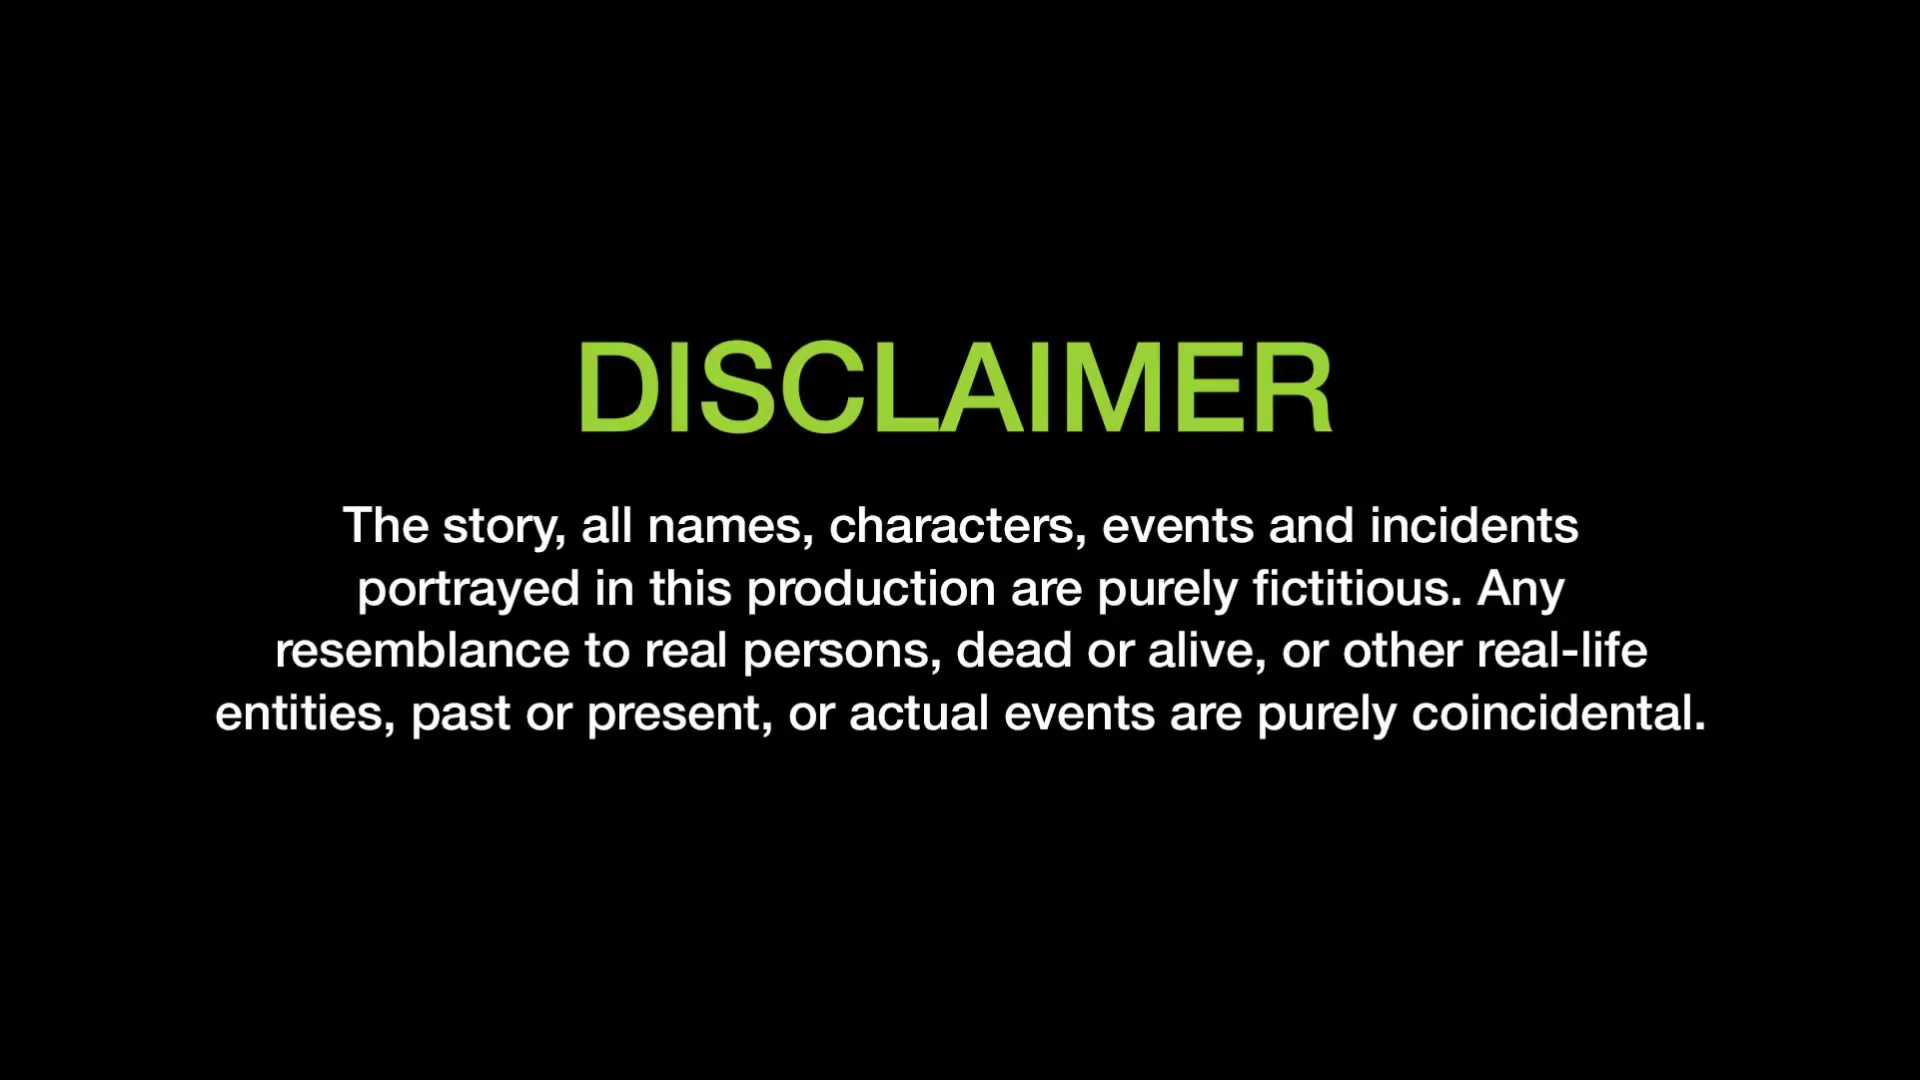 DISCLAIMER
The story, all names, characters, events and incidents
portrayed in this production are purely fictitious. Any
resemblance to real persons, dead or alive, or other real-life
entities, past or present, or actual events are purely coincidental.